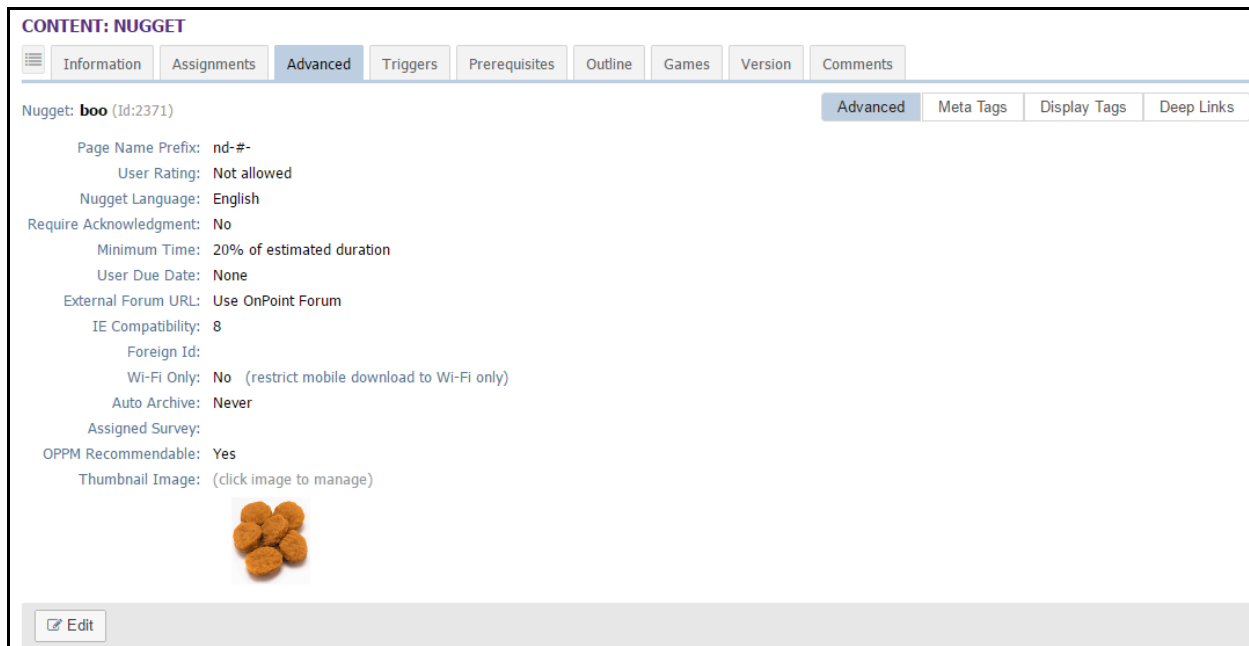 CONTENT: NUGGET
Information Assignments Advanced Triggers Prerequisites Outline Games Version Comments
Nugget: boo (Id:2371) Advanced Meta Tags Display Tags Deep Links
Page Name Prefix: nd-#-
User Rating: Not allowed
Nugget Language: English
Require Acknowledgment: No
Minimum Time: 20% of estimated duration
User Due Date: None
External Forum URL: Use OnPoint Forum
IE Compatibility: 8
Foreign Id:
Wi-Fi Only: No (restrict mobile download to Wi-Fi only)
Auto Archive: Never
Assigned Survey:
OPPM Recommendable: Yes
Thumbnail Image: (click image to manage)
Edit